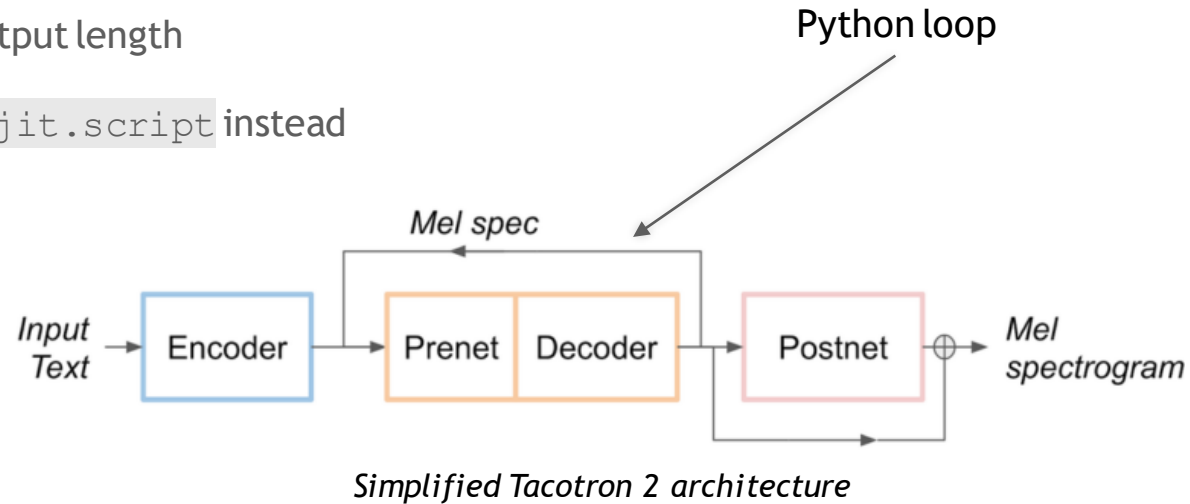 Python loop
tput length
jit.script instead
Mel spec
Input
Text
Encoder
Prenet
Decoder
Postnet
Mel
spectrogram
Simplified Tacotron 2 architecture